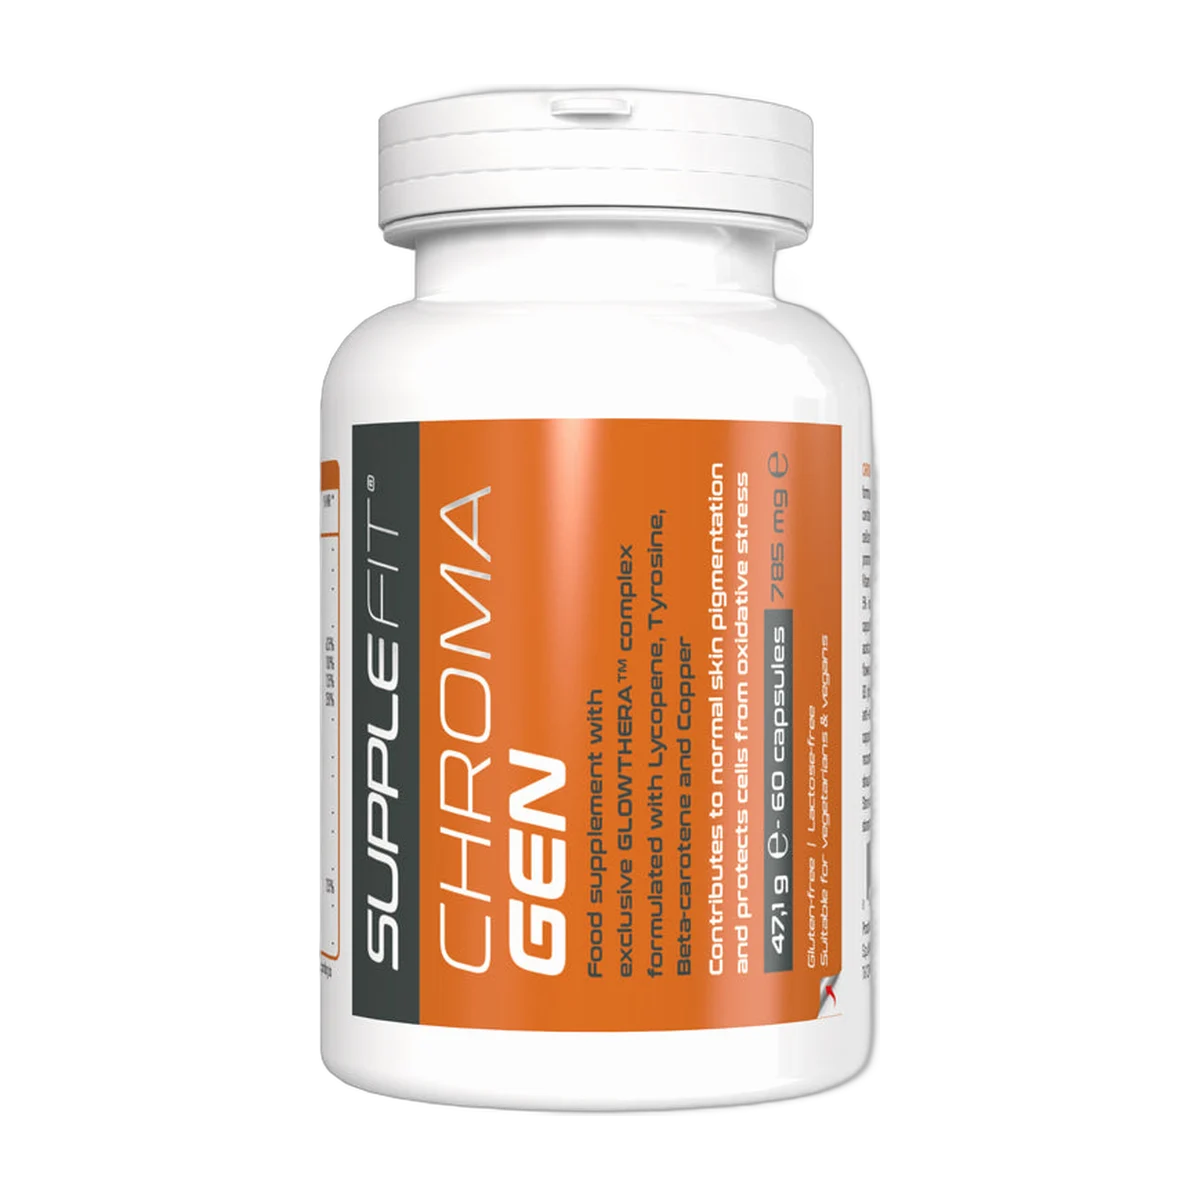 SUPPLEFIT®
CHROMA
GEN
Food supplement with
exclusive GLOWTHERA™ complex
formulated with Lycopene, Tyrosine,
Beta-carotene and Copper
Contributes to normal skin pigmentation
and protects cells from oxidative stress
47,1 g ℮ - 60 capsules 785 mg ℮
Gluten-free | Lactose-free
Suitable for vegetarians & vegans